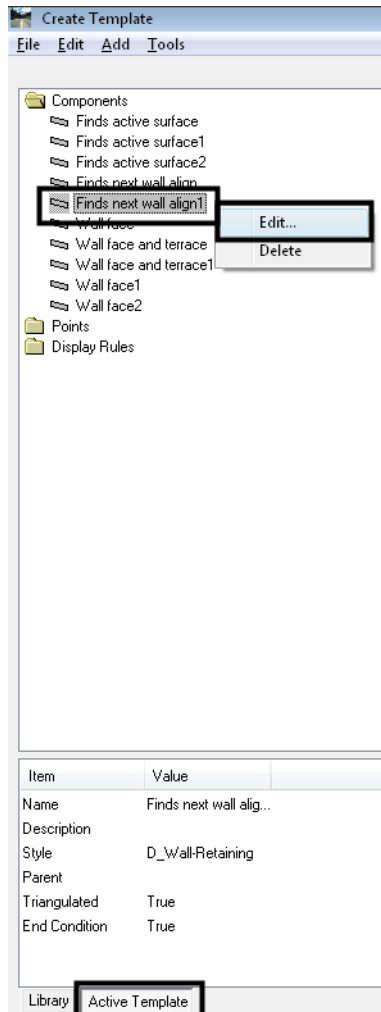 Create Template
File Edit Add Tools
Components
Finds active surface
Finds active surface1
Finds active surface2
Finds next wall align
Finds next wall align1
Edit...
Wall face
Wall face and terrace
Delete
Wall face and terrace1
Wall face1
Wall face2
Points
Display Rules
Item Value
Name Finds next wall alig...
Description
Style D_Wall-Retaining
Parent
Triangulated True
End Condition True
Library Active Template